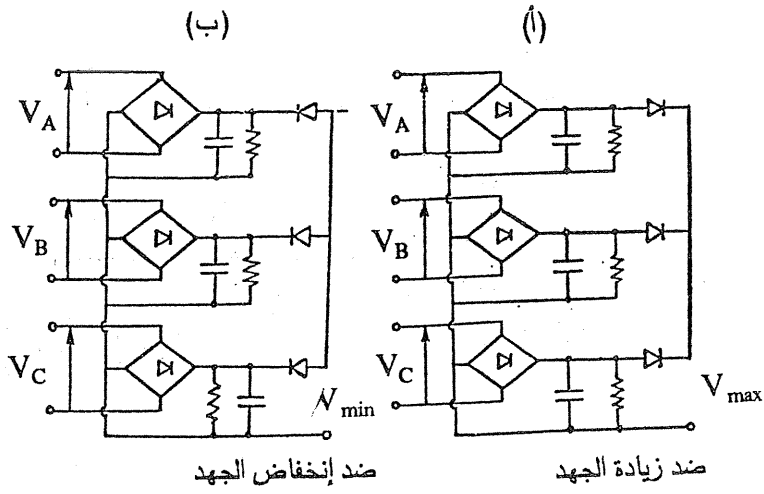 (أ)
(ب)
V_A
V_B
V_C
V_min
ضد إنخفاض الجهد
V_A
V_B
V_C
V_max
ضد زيادة الجهد